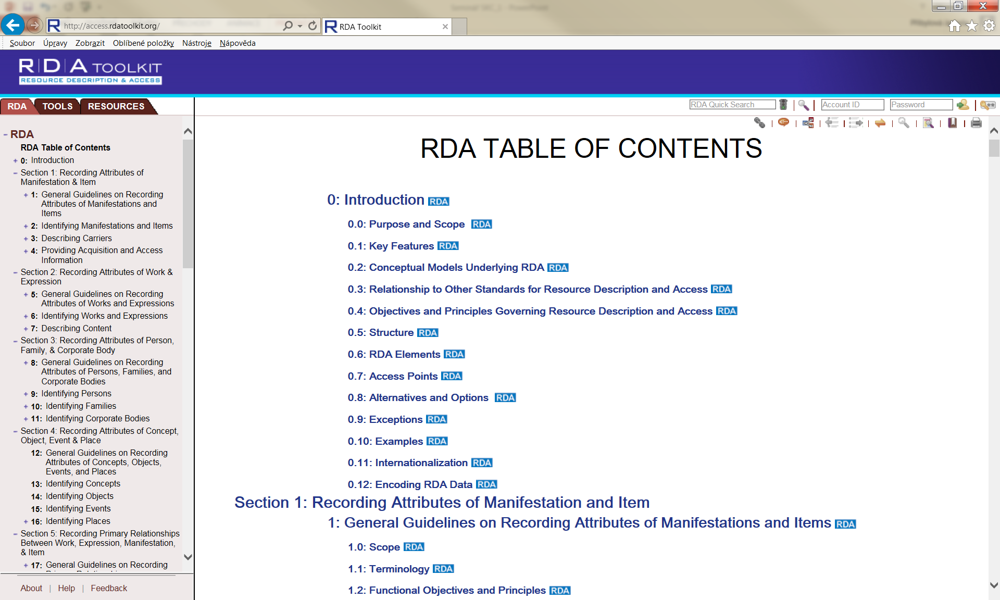 http://access.rdatoolkit.org/
RDA Toolkit
Soubor Úpravy Zobrazit Oblíbené položky Nástroje Nápověda
R|D|A TOOLKIT
RESOURCE DESCRIPTION & ACCESS
RDA TOOLS RESOURCES
RDA Quick Search
Account ID
Password
RDA
RDA Table of Contents
0: Introduction
Section 1: Recording Attributes of
Manifestation & Item
1: General Guidelines on Recording
Attributes of Manifestations and
Items
2: Identifying Manifestations and Items
3: Describing Carriers
4: Providing Acquisition and Access
Information
Section 2: Recording Attributes of Work &
Expression
5: General Guidelines on Recording
Attributes of Works and Expressions
6: Identifying Works and Expressions
7: Describing Content
Section 3: Recording Attributes of Person,
Family, & Corporate Body
8: General Guidelines on Recording
Attributes of Persons, Families, and
Corporate Bodies
9: Identifying Persons
10: Identifying Families
11: Identifying Corporate Bodies
Section 4: Recording Attributes of Concept,
Object, Event & Place
12: General Guidelines on Recording
Attributes of Concepts, Objects,
Events, and Places
13: Identifying Concepts
14: Identifying Objects
15: Identifying Events
16: Identifying Places
Section 5: Recording Primary Relationships
Between Work, Expression, Manifestation,
& Item
17: General Guidelines on Recording
About | Help | Feedback
RDA TABLE OF CONTENTS
0: Introduction RDA
0.0: Purpose and Scope RDA
0.1: Key Features RDA
0.2: Conceptual Models Underlying RDA RDA
0.3: Relationship to Other Standards for Resource Description and Access RDA
0.4: Objectives and Principles Governing Resource Description and Access RDA
0.5: Structure RDA
0.6: RDA Elements RDA
0.7: Access Points RDA
0.8: Alternatives and Options RDA
0.9: Exceptions RDA
0.10: Examples RDA
0.11: Internationalization RDA
0.12: Encoding RDA Data RDA
Section 1: Recording Attributes of Manifestation and Item
1: General Guidelines on Recording Attributes of Manifestations and Items RDA
1.0: Scope RDA
1.1: Terminology RDA
1.2: Functional Objectives and Principles RDA